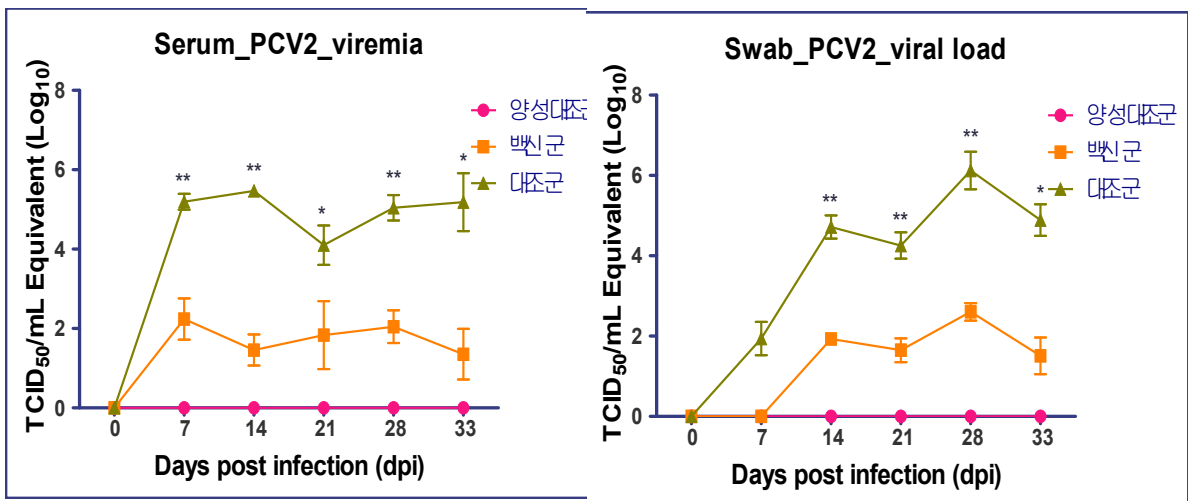 Serum_PCV2_viremia
TCID50/mL Equivalent (Log10)
8
6
4
2
0
** ** * ** *
양성대조군
백신군
대조군
0 7 14 21 28 33
Days post infection (dpi)
Swab_PCV2_viral load
TCID50/mL Equivalent (Log10)
8
6
4
2
0
** ** ** *
양성대조군
백신군
대조군
0 7 14 21 28 33
Days post infection (dpi)